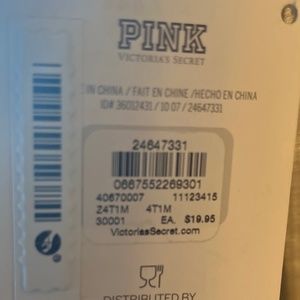 PINK
VICTORIA'S SECRET
IN CHINA / FAIT EN CHINE / HECHO EN CHINA
ID# 36012431 / 10 07 / 24647331
24647331
0667552269301
40670007 11123415
Z4T1M 4T1M
30001 EA. $19.95
VictoriasSecret.com
DISTRIBUTED BY